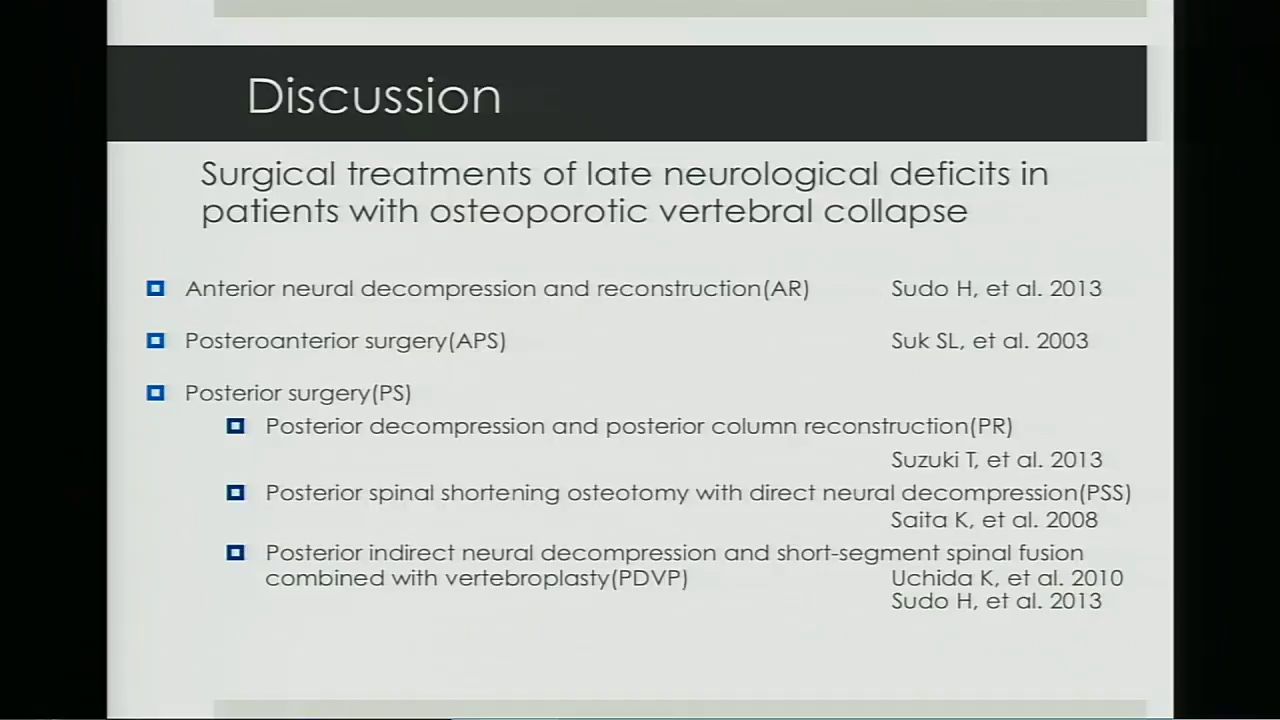 Discussion
Surgical treatments of late neurological deficits in
patients with osteoporotic vertebral collapse
Anterior neural decompression and reconstruction(AR) Sudo H, et al. 2013
Posteroanterior surgery(APS) Suk SL, et al. 2003
Posterior surgery(PS)
Posterior decompression and posterior column reconstruction(PR)
Suzuki T, et al. 2013
Posterior spinal shortening osteotomy with direct neural decompression(PSS)
Saita K, et al. 2008
Posterior indirect neural decompression and short-segment spinal fusion
combined with vertebroplasty(PDVP) Uchida K, et al. 2010
Sudo H, et al. 2013